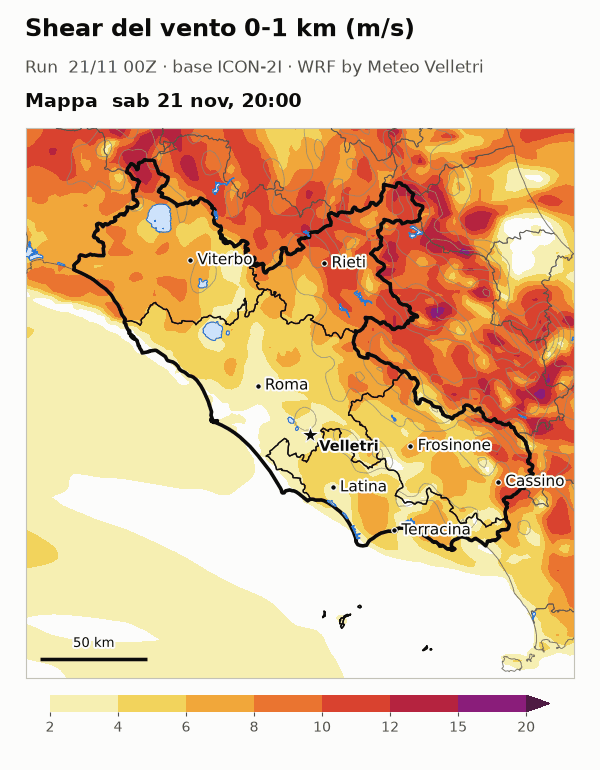 Shear del vento 0-1 km (m/s)
Run  21/11 00Z · base ICON-2I · WRF by Meteo Velletri
Mappa  sab 21 nov, 20:00
Viterbo
Rieti
Roma
Velletri
Frosinone
Cassino
Latina
Terracina
50 km
2 4 6 8 10 12 15 20